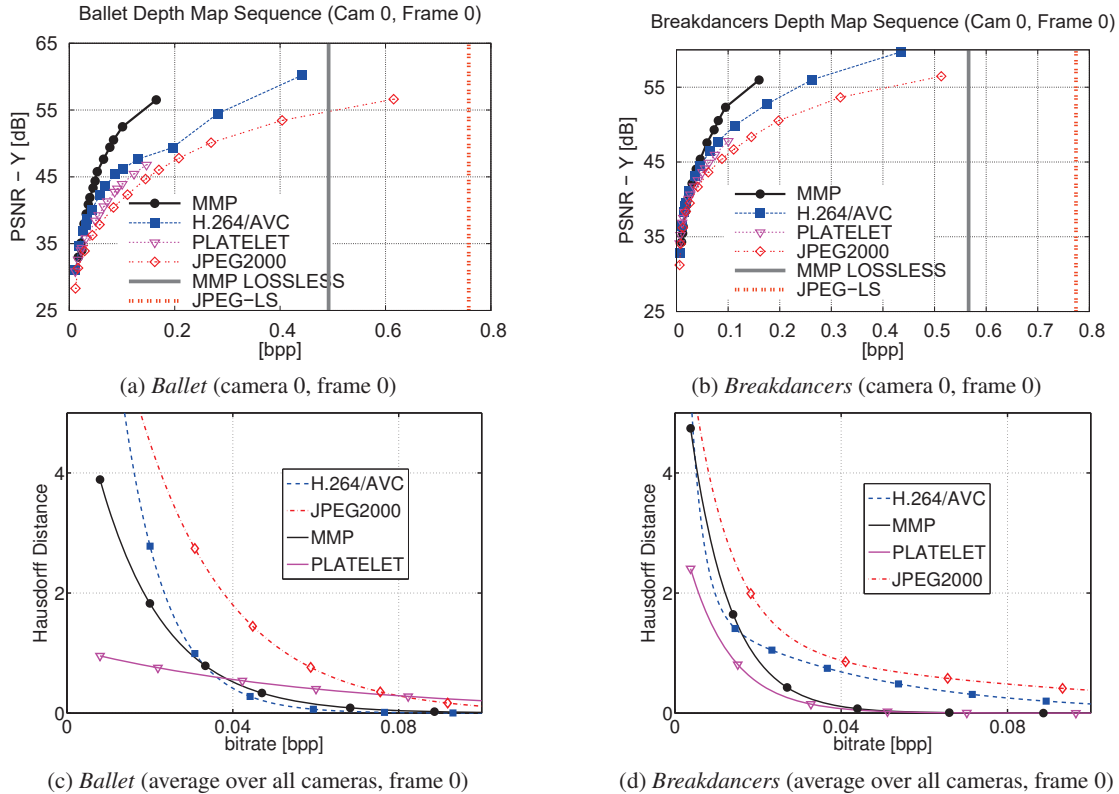 Ballet Depth Map Sequence (Cam 0, Frame 0)
65
55
45
35
25
PSNR − Y [dB]
MMP
H.264/AVC
PLATELET
JPEG2000
MMP LOSSLESS
JPEG−LS
0 0.2 0.4 0.6 0.8
[bpp]
(a) Ballet (camera 0, frame 0)
Breakdancers Depth Map Sequence (Cam 0, Frame 0)
55
45
35
25
PSNR − Y [dB]
MMP
H.264/AVC
PLATELET
JPEG2000
MMP LOSSLESS
JPEG−LS
0 0.1 0.2 0.3 0.4 0.5 0.6 0.7 0.8
[bpp]
(b) Breakdancers (camera 0, frame 0)
4
2
0
Hausdorff Distance
H.264/AVC
JPEG2000
MMP
PLATELET
0.04 0.08
bitrate [bpp]
(c) Ballet (average over all cameras, frame 0)
4
2
0
Hausdorff Distance
H.264/AVC
MMP
PLATELET
JPEG2000
0.04 0.08
bitrate [bpp]
(d) Breakdancers (average over all cameras, frame 0)